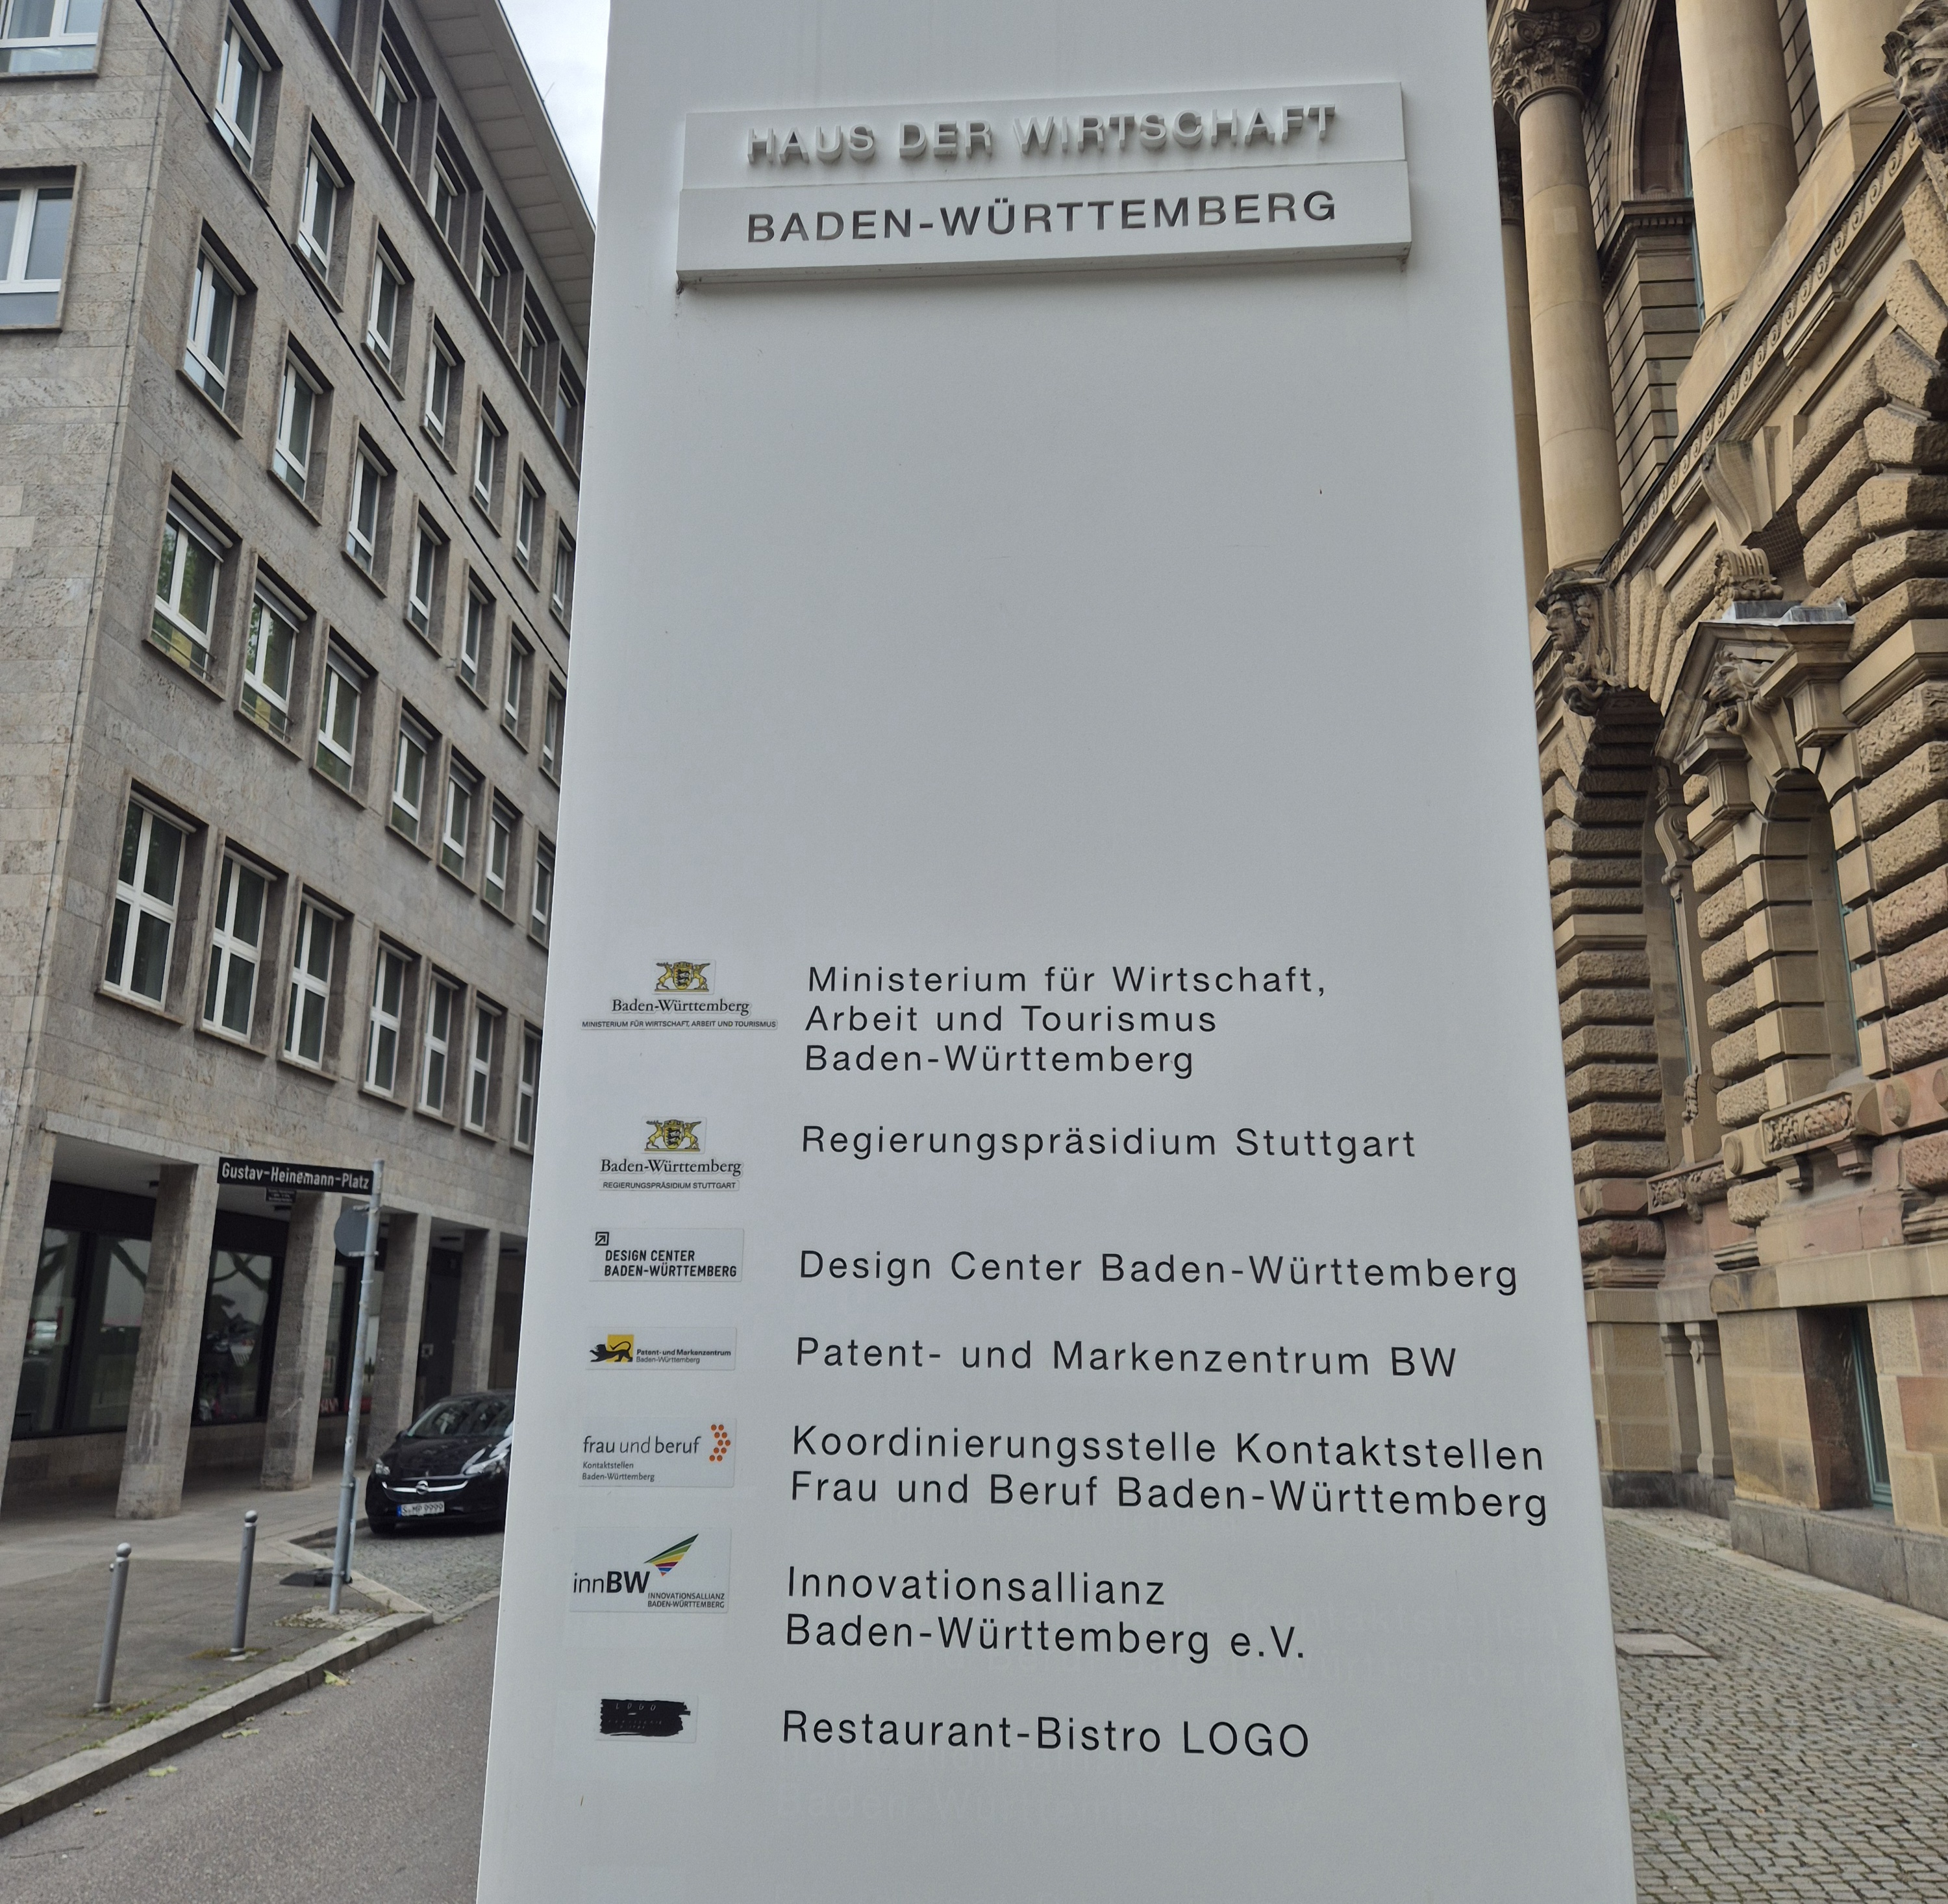 HAUS DER WIRTSCHAFT
BADEN-WÜRTTEMBERG
Baden-Württemberg
MINISTERIUM FÜR WIRTSCHAFT, ARBEIT UND TOURISMUS
Ministerium für Wirtschaft,
Arbeit und Tourismus
Baden-Württemberg
Baden-Württemberg
REGIERUNGSPRÄSIDIUM STUTTGART
Regierungspräsidium Stuttgart
Gustav-Heinemann-Platz
DESIGN CENTER
BADEN-WÜRTTEMBERG
Design Center Baden-Württemberg
Patent- und Markenzentrum
Baden-Württemberg
Patent- und Markenzentrum BW
frau und beruf
Kontaktstellen
Baden-Württemberg
Koordinierungsstelle Kontaktstellen
Frau und Beruf Baden-Württemberg
innBW
INNOVATIONSALLIANZ
BADEN-WÜRTTEMBERG
Innovationsallianz
Baden-Württemberg e.V.
LOGO
Restaurant-Bistro LOGO